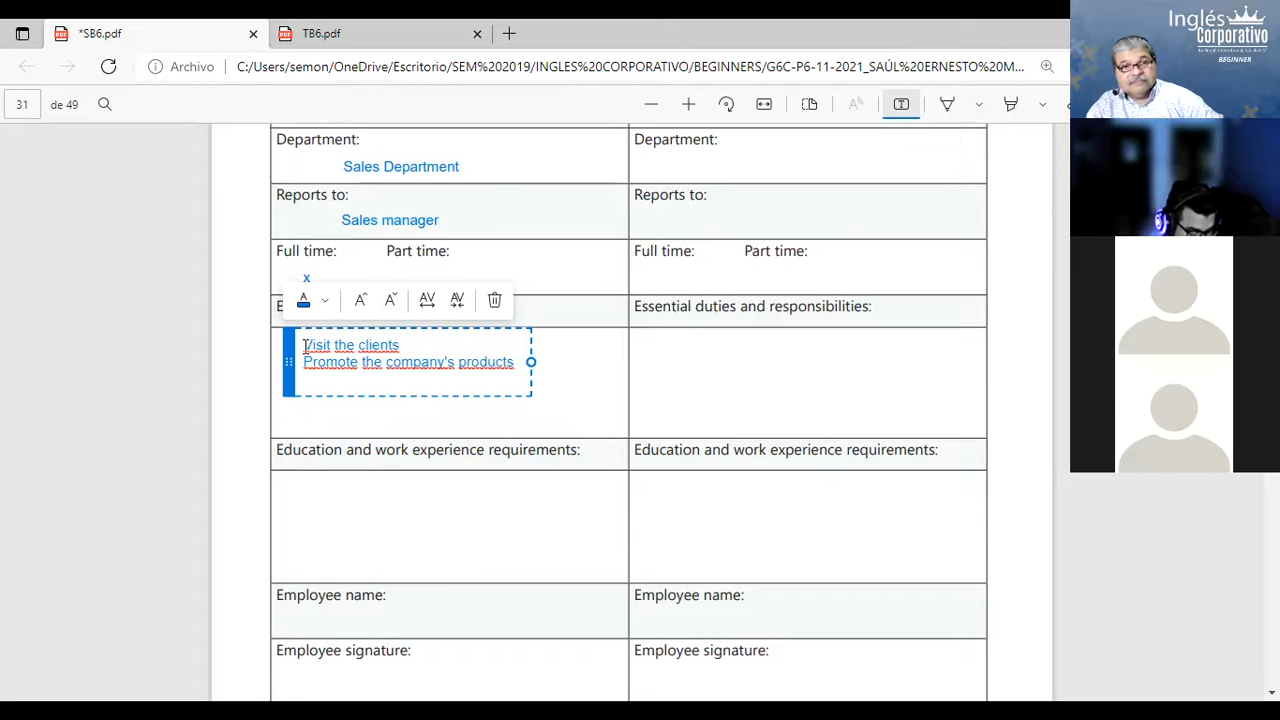 *SB6.pdf
TB6.pdf
Archivo
C:/Users/semon/OneDrive/Escritorio/SEM%202018/INGLES%20CORPORATIVO/BEGINNERS/G6C-P6-11-2021_SAÚL%20ERNESTO%20M...
31
de 49
Inglés
Corporativo
BEGINNER
Department:
Sales Department
Department:
Reports to:
Sales manager
Reports to:
Full time: Part time:
x
Full time: Part time:
Essential duties and responsibilities:
Visit the clients
Promote the company's products
Education and work experience requirements:
Education and work experience requirements:
Employee name:
Employee name:
Employee signature:
Employee signature: